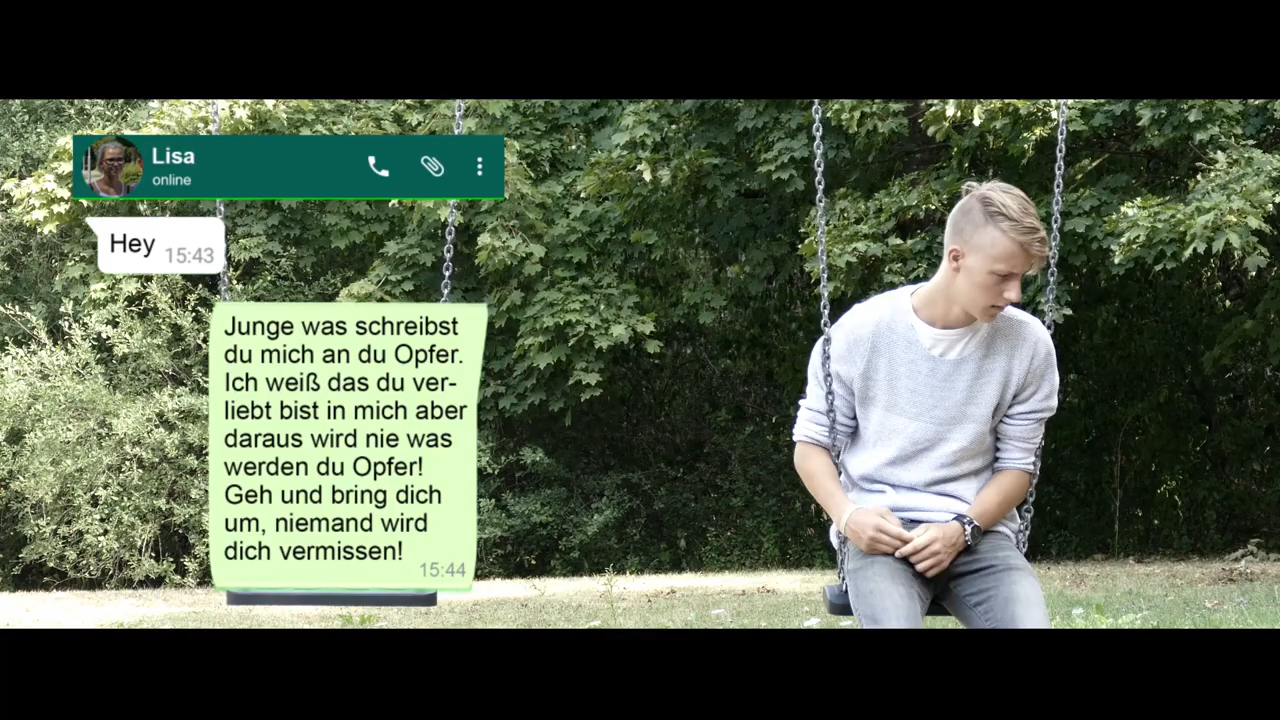 Lisa
online
Hey 15:43
Junge was schreibst
du mich an du Opfer.
Ich weiß das du ver-
liebt bist in mich aber
daraus wird nie was
werden du Opfer!
Geh und bring dich
um, niemand wird
dich vermissen!
15:44